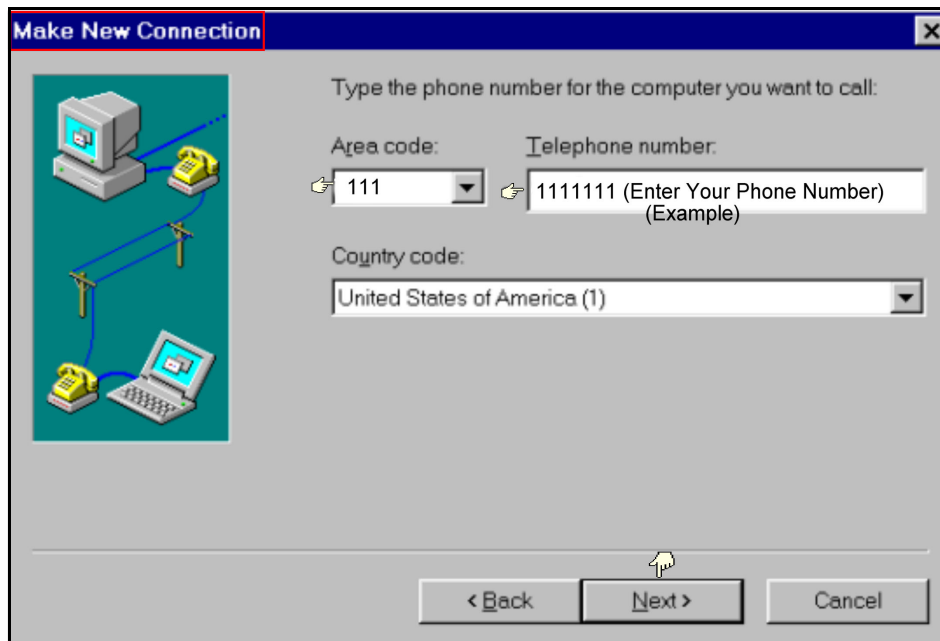 Make New Connection
Type the phone number for the computer you want to call:
Area code: Telephone number:
111 1111111 (Enter Your Phone Number)
(Example)
Country code:
United States of America (1)
< Back Next > Cancel